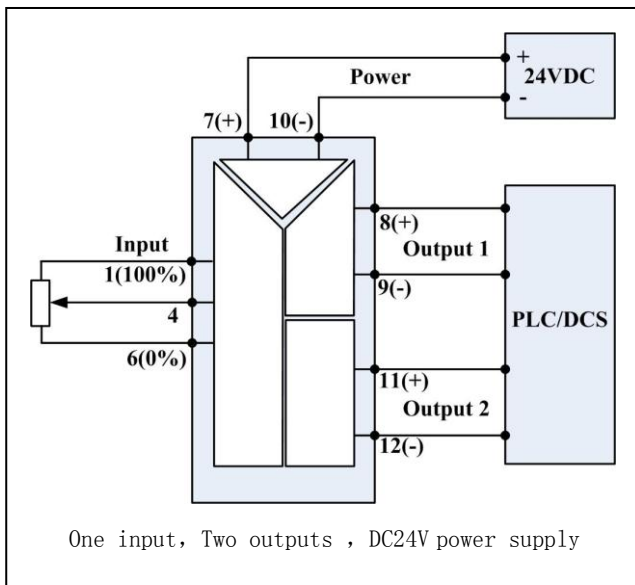 +
24VDC
Power
-
7(+) 10(-)
8(+)
Input
Output 1
1(100%)
9(-)
4
PLC/DCS
6(0%)
11(+)
Output 2
12(-)
One input, Two outputs , DC24V power supply